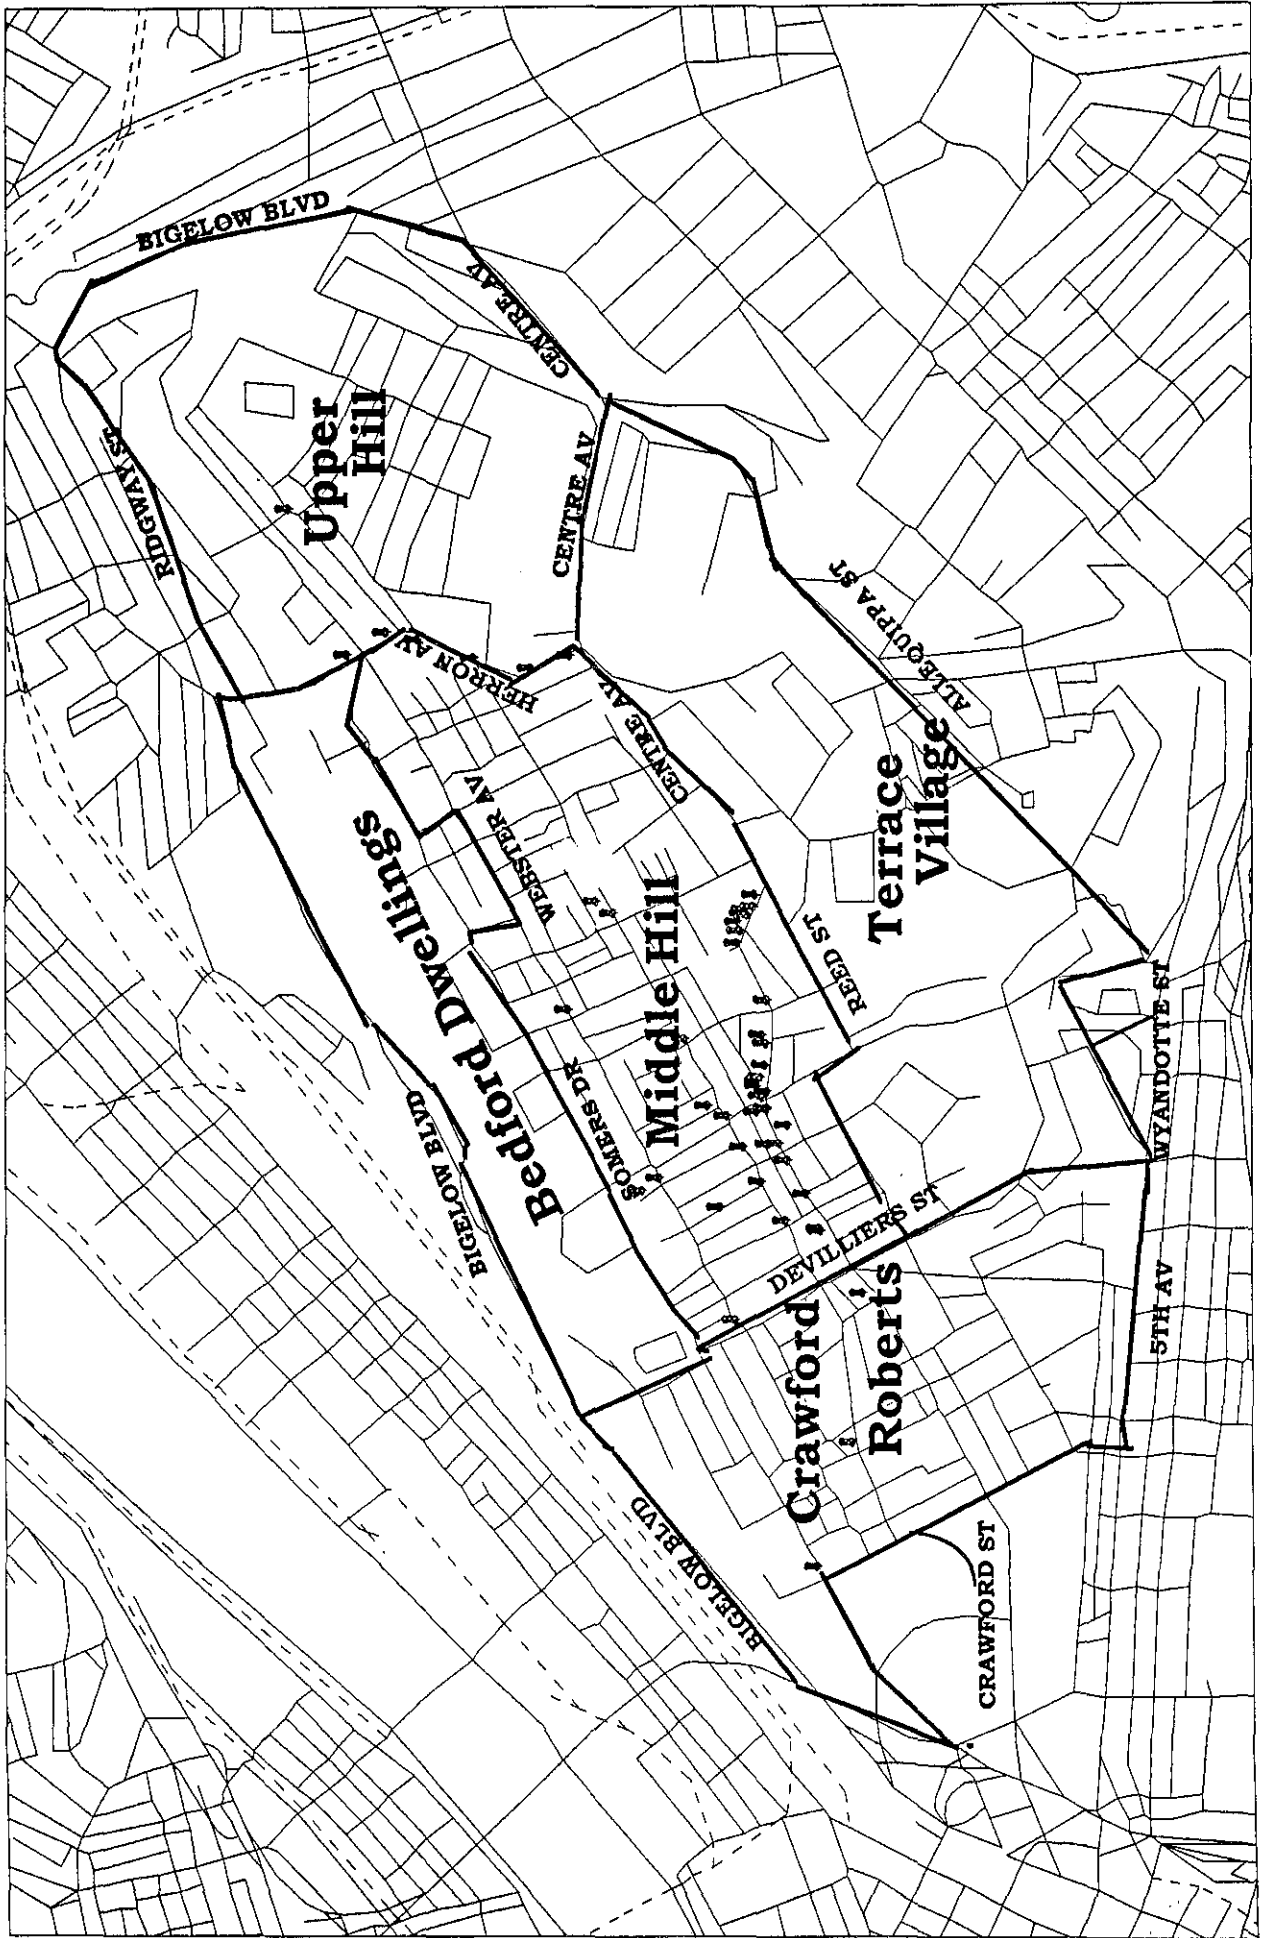 BIGELOW BLVD
CENTRE AV
RIDGWAY ST
Upper
Hill
CENTRE AV
HERRON AV
ALLEQUIPPA ST
CENTRE AV
WEBSTER AV
Bedford Dwellings
Middle Hill
Terrace
Village
REED ST
SOMERS DR
BIGELOW BLVD
WYANDOTTE ST
DEVILLIERS ST
Crawford
Roberts
5TH AV
BIGELOW BLVD
CRAWFORD ST